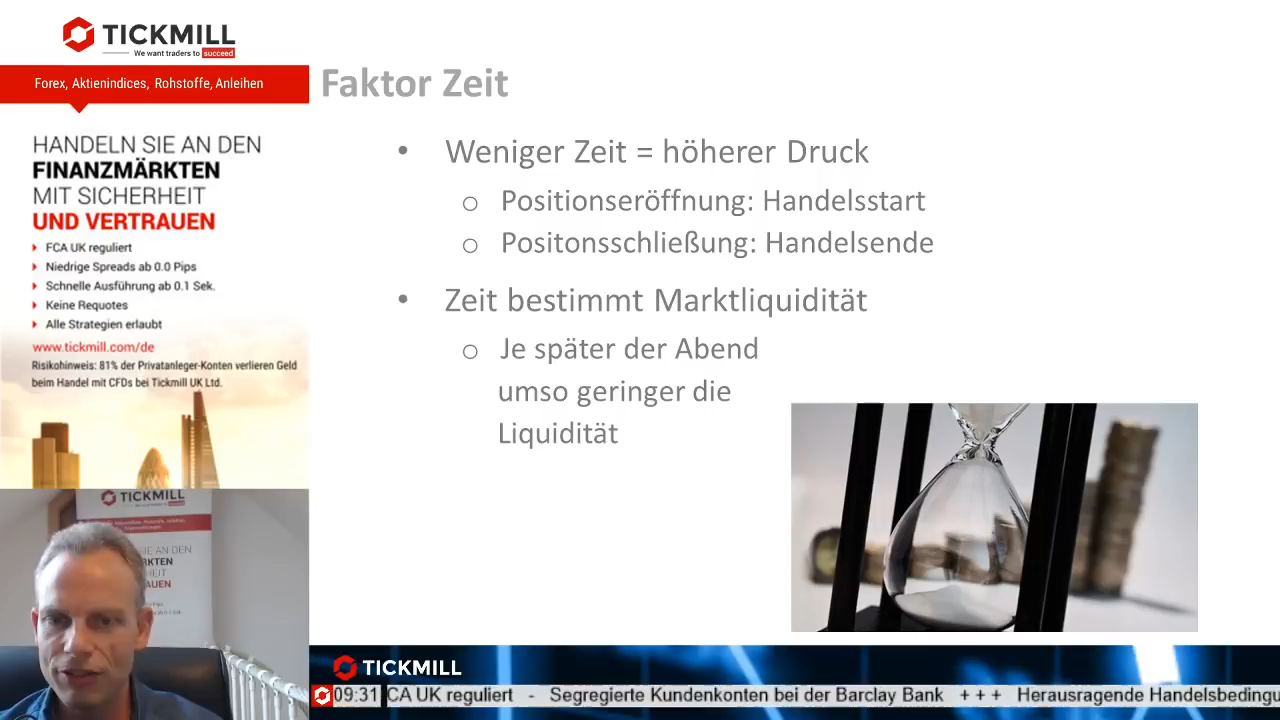 TICKMILL
We want traders to succeed
Forex, Aktienindices, Rohstoffe, Anleihen
HANDELN SIE AN DEN
FINANZMÄRKTEN
MIT SICHERHEIT
UND VERTRAUEN
FCA UK reguliert
Niedrige Spreads ab 0.0 Pips
Schnelle Ausführung ab 0.1 Sek.
Keine Requotes
Alle Strategien erlaubt
www.tickmill.com/de
Risikohinweis: 81% der Privatanleger-Konten verlieren Geld
beim Handel mit CFDs bei Tickmill UK Ltd.
TICKMILL
SIE AN DEN
Faktor Zeit
• Weniger Zeit = höherer Druck
o Positionseröffnung: Handelsstart
o Positonsschließung: Handelsende
• Zeit bestimmt Marktliquidität
o Je später der Abend
umso geringer die
Liquidität
TICKMILL
09:31 CA UK reguliert - Segregierte Kundenkonten bei der Barclay Bank + + + Herausragende Handelsbedingu